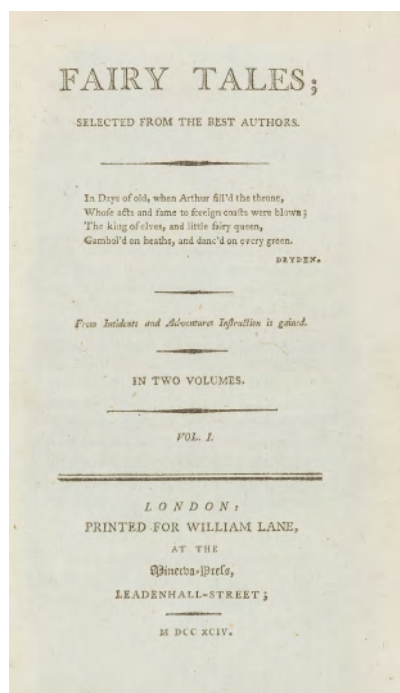 FAIRY TALES;
SELECTED FROM THE BEST AUTHORS.
In Days of old, when Arthur fill'd the throne,
Whoſe acts and fame to foreign coaſts were blown;
The king of elves, and little fairy queen,
Gambol'd on heaths, and danc'd on every green.
DRYDEN.
From Incidents and Adventures Inſtruction is gained.
IN TWO VOLUMES.
VOL. I.
LONDON:
PRINTED FOR WILLIAM LANE,
AT THE
Minerva-Preſs,
LEADENHALL-STREET;
M DCC XCIV.